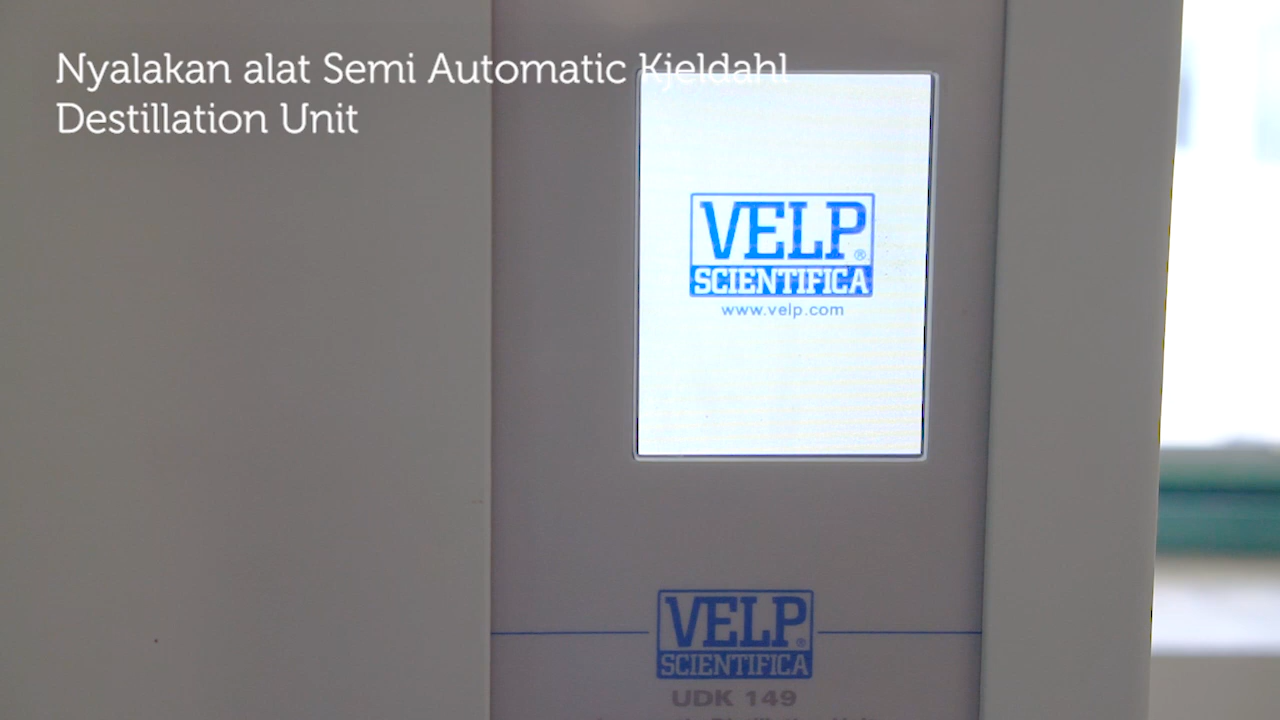 Nyalakan alat Semi Automatic Kjeldahl
Destillation Unit
VELP®
SCIENTIFICA
www.velp.com
VELP®
SCIENTIFICA
UDK 149